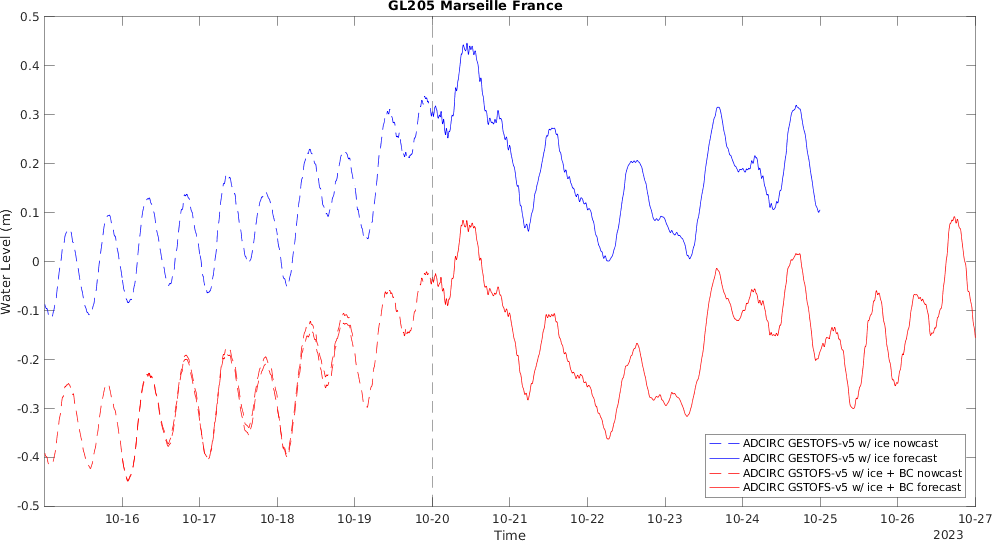 GL205 Marseille France
0.5
0.4
0.3
0.2
0.1
0
-0.1
-0.2
-0.3
-0.4
-0.5
Water Level (m)
ADCIRC GESTOFS-v5 w/ ice nowcast
ADCIRC GESTOFS-v5 w/ ice forecast
ADCIRC GSTOFS-v5 w/ ice + BC nowcast
ADCIRC GSTOFS-v5 w/ ice + BC forecast
10-16 10-17 10-18 10-19 10-20 10-21 10-22 10-23 10-24 10-25 10-26 10-27
Time
2023